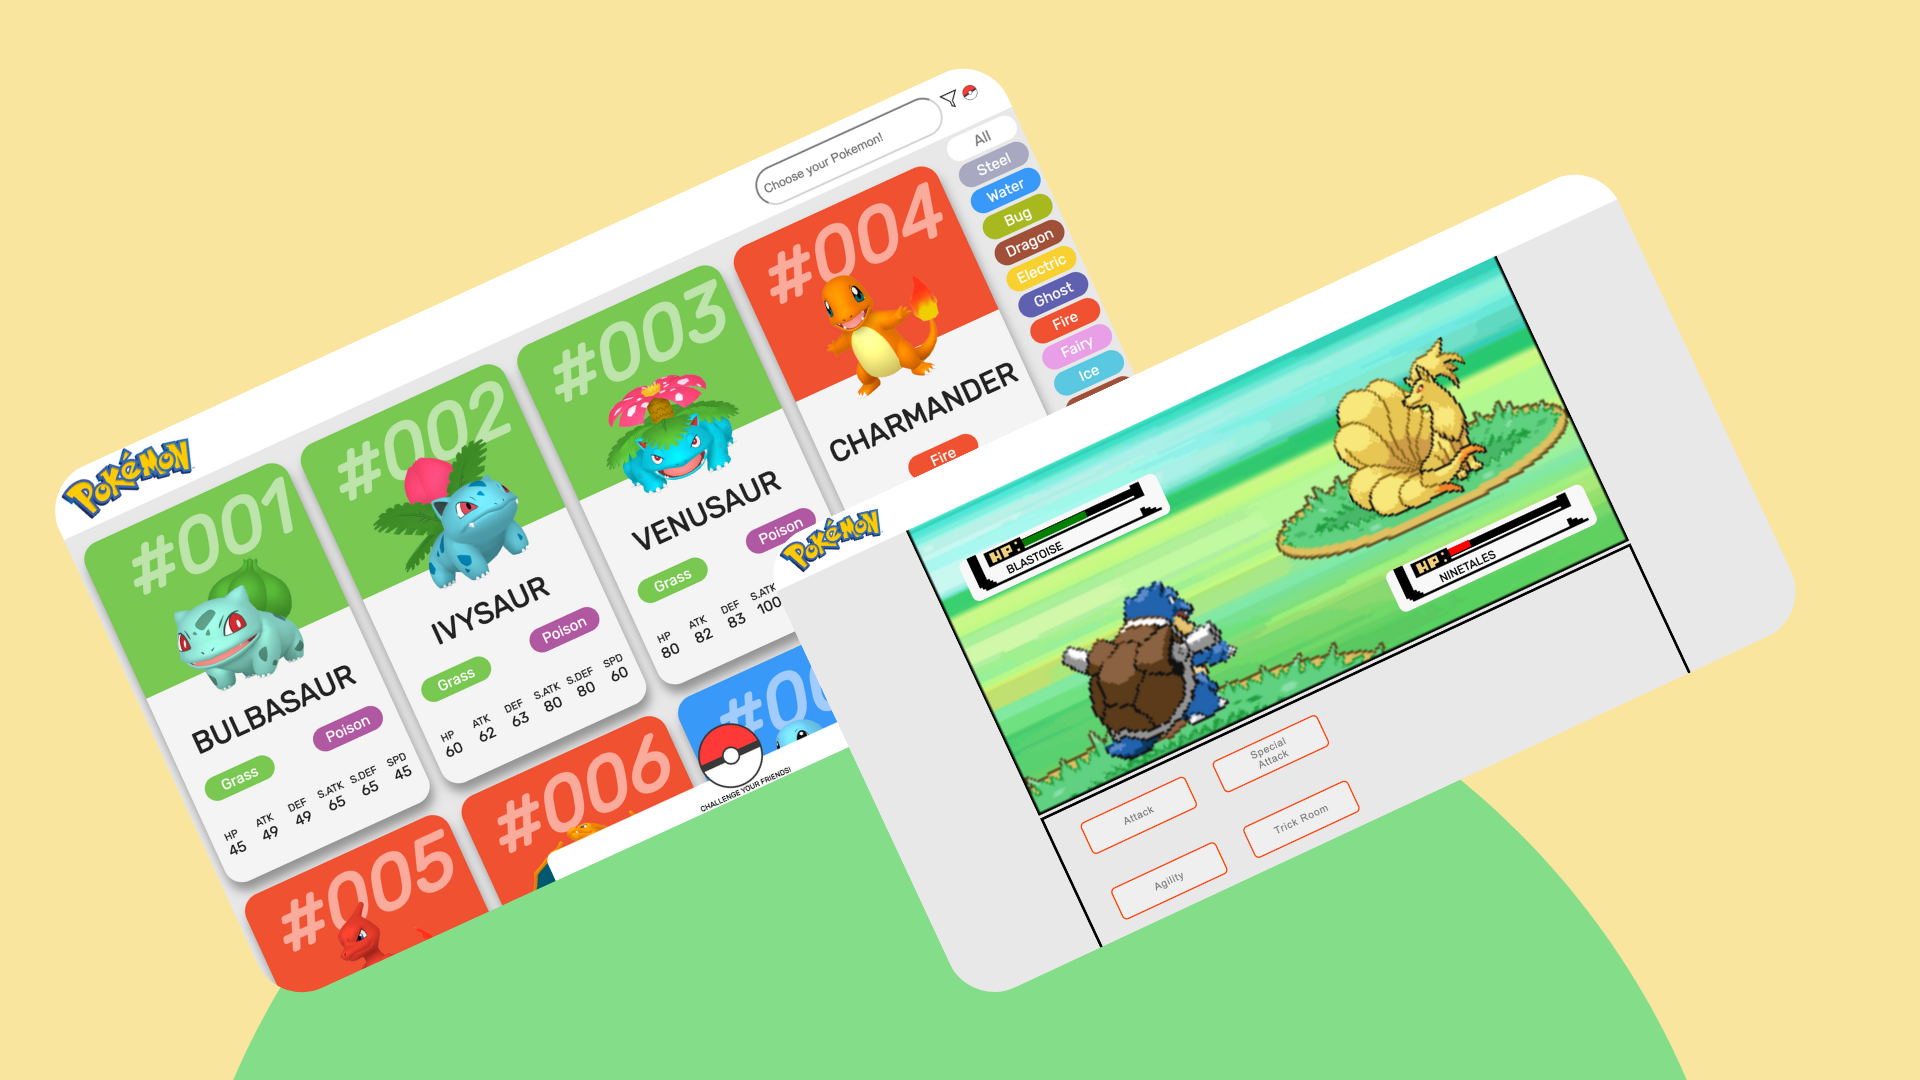 Pokémon
Choose your Pokemon!
All
Steel
Water
Bug
Dragon
Electric
Ghost
Fire
Fairy
Ice
#001
BULBASAUR
Grass
Poison
HP ATK DEF S.ATK S.DEF SPD
45 49 49 65 65 45
#002
IVYSAUR
Grass
Poison
HP ATK DEF S.ATK S.DEF SPD
60 62 63 80 80 60
#003
VENUSAUR
Grass
Poison
HP ATK DEF S.ATK
80 82 83 100
#004
CHARMANDER
Fire
#005
#006
#00
CHALLENGE YOUR FRIENDS!
Pokémon
HP:
BLASTOISE
HP:
NINETALES
Attack
Special
Attack
Agility
Trick Room